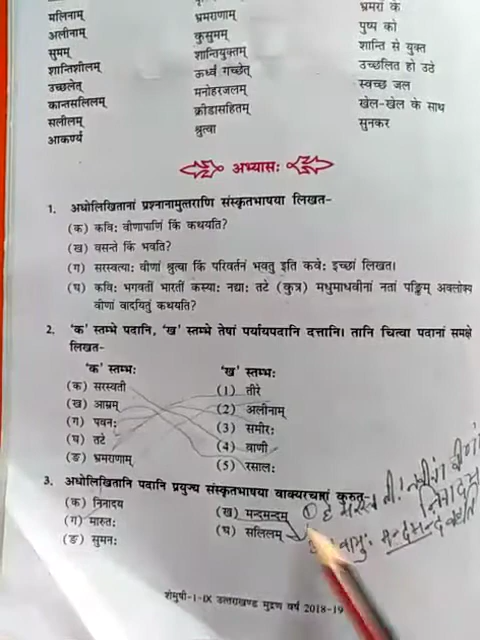 भ्रमराणाम्
भ्रमरों के
मलिनाम्
कुसुमम्
पुष्प को
अलीनाम्
शान्तियुक्तम्
शान्ति से युक्त
सुमम्
ऊर्ध्वं गच्छेत्
उच्छलित हो उठे
शान्तिशीलम्
मनोहरजलम्
स्वच्छ जल
उच्छलेत्
क्रीडासहितम्
खेल-खेल के साथ
कान्तसलिलम्
श्रुत्वा
सुनकर
सलीलम्
आकर्ण्य
अभ्यासः
1. अधोलिखितानां प्रश्नानामुत्तराणि संस्कृतभाषया लिखत-
(क) कविः वीणापाणिं किं कथयति?
(ख) वसन्ते किं भवति?
(ग) सरस्वत्याः वीणां श्रुत्वा किं परिवर्तनं भवतु इति कवेः इच्छां लिखत।
(घ) कविः भगवतीं भारतीं कस्याः नद्याः तटे (कुत्र) मधुमाधवीनां नतां पङ्क्तिम् अवलोक्य
वीणां वादयितुं कथयति?
2. 'क' स्तम्भे पदानि, 'ख' स्तम्भे तेषां पर्यायपदानि दत्तानि। तानि चित्वा पदानां समक्षे
लिखत-
'क' स्तम्भः 'ख' स्तम्भः
(क) सरस्वती (1) तीरे
(ख) आम्रम् (2) अलीनाम्
(ग) पवनः (3) समीरः
(घ) तटे (4) वाणी
(ङ) भ्रमराणाम् (5) रसालः
3. अधोलिखितानि पदानि प्रयुज्य संस्कृतभाषया वाक्यरचनां कुरुत-
(क) निनादय (ख) मन्दमन्दम्
(ग) मारुतः (घ) सलिलम्
(ङ) सुमनः
① हे
निनादय
वायुः मन्दमन्दं
शेमुषी-1-IX उत्तराखण्ड मुद्रण वर्ष 2018-19